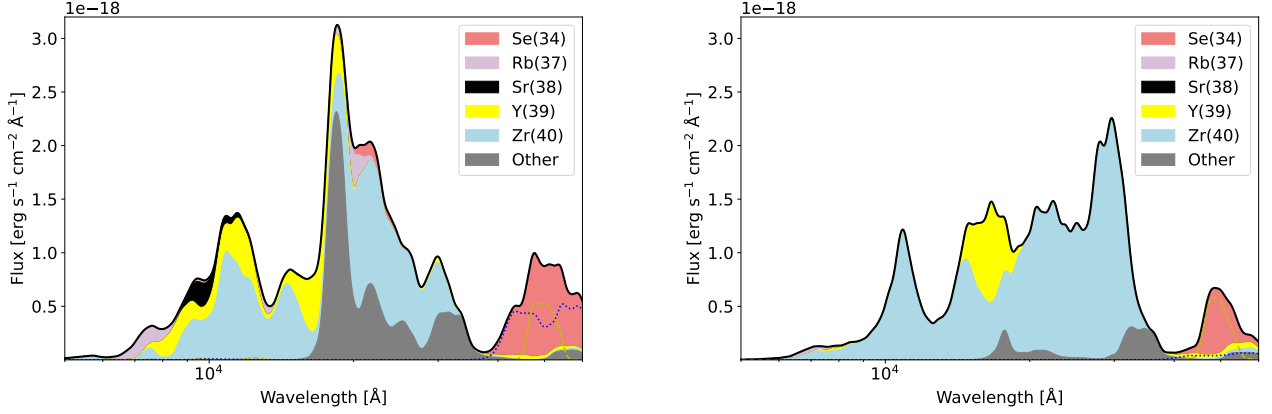 1e−18
Flux [erg s⁻¹ cm⁻² Å⁻¹]
3.0
2.5
2.0
1.5
1.0
0.5
Se(34)
Rb(37)
Sr(38)
Y(39)
Zr(40)
Other
10⁴
Wavelength [Å]
1e−18
Flux [erg s⁻¹ cm⁻² Å⁻¹]
3.0
2.5
2.0
1.5
1.0
0.5
Se(34)
Rb(37)
Sr(38)
Y(39)
Zr(40)
Other
10⁴
Wavelength [Å]